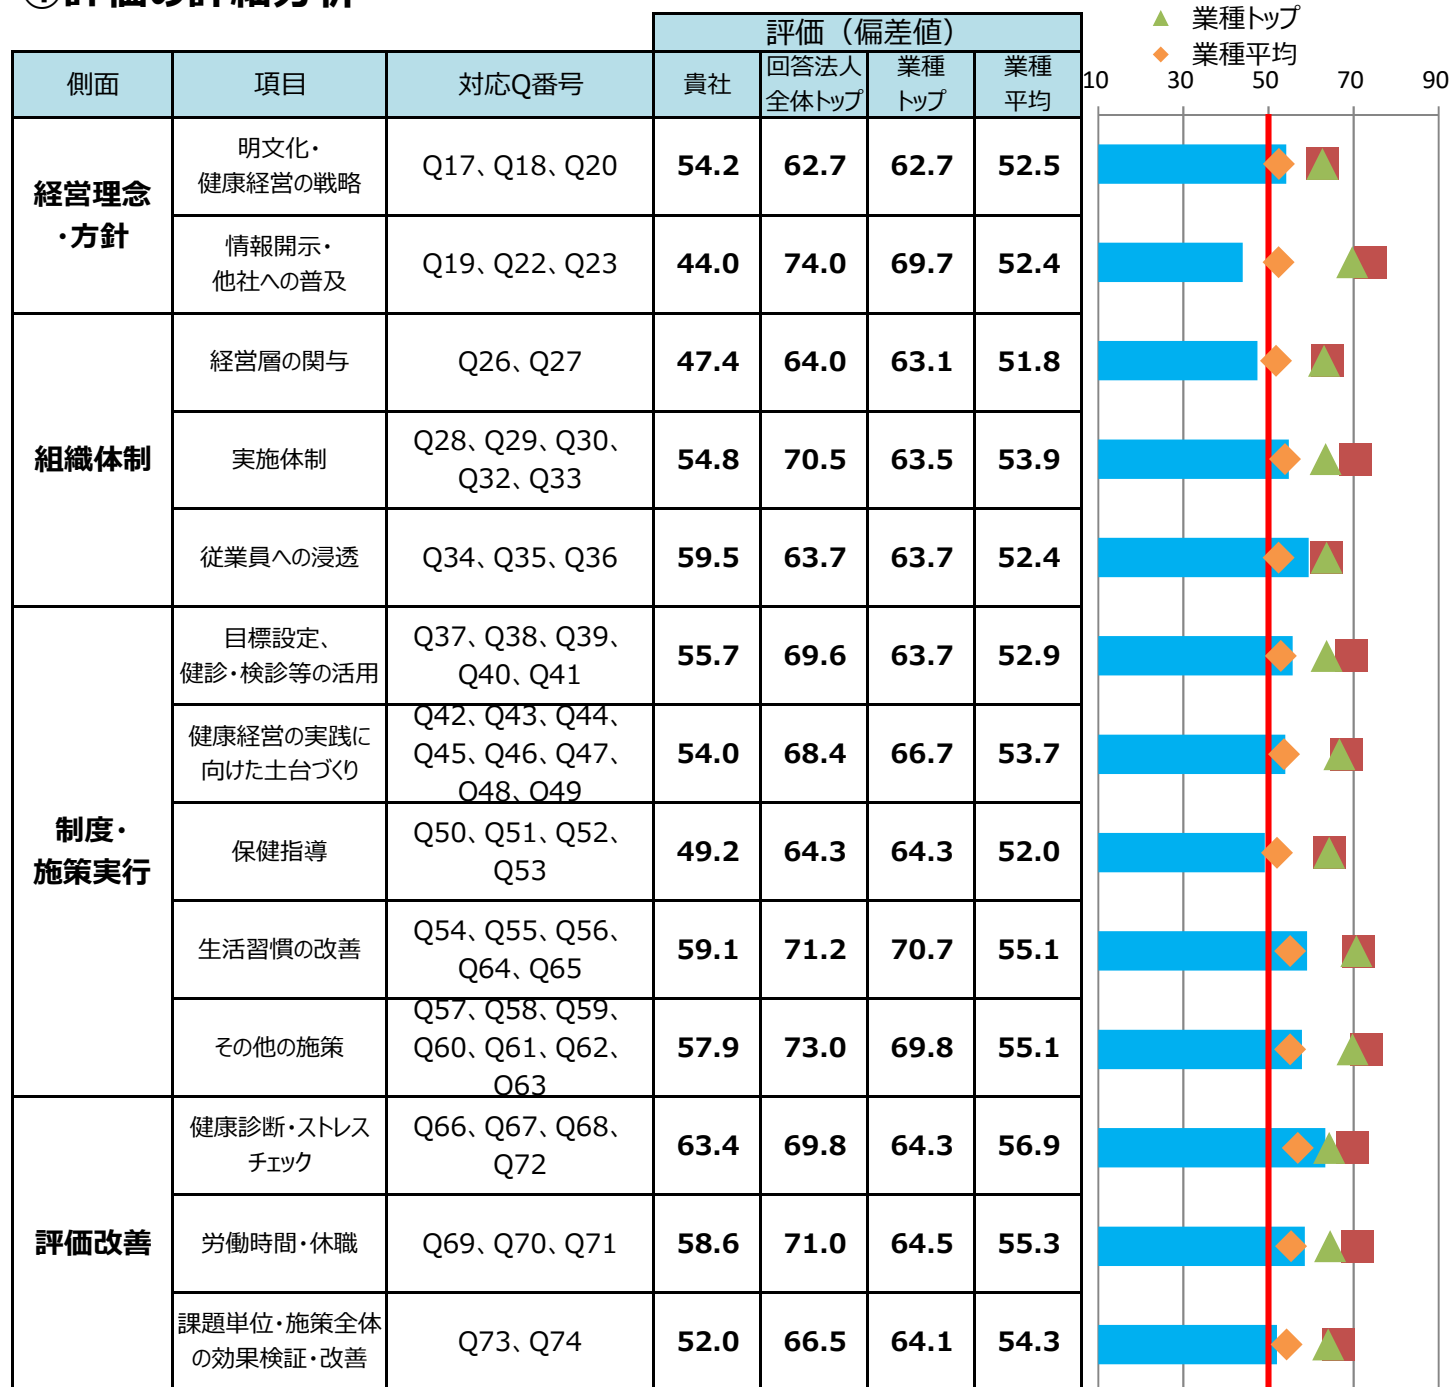 ①評価の詳細分析
▲ 業種トップ
◆ 業種平均
評価（偏差値）
側面 項目 対応Q番号 貴社 回答法人 業種 業種
全体トップ トップ 平均
10 30 50 70 90
経営理念
・方針
明文化・
健康経営の戦略
Q17、Q18、Q20 54.2 62.7 62.7 52.5
情報開示・
他社への普及
Q19、Q22、Q23 44.0 74.0 69.7 52.4
組織体制
経営層の関与 Q26、Q27 47.4 64.0 63.1 51.8
実施体制
Q28、Q29、Q30、
Q32、Q33
54.8 70.5 63.5 53.9
従業員への浸透 Q34、Q35、Q36 59.5 63.7 63.7 52.4
制度・
施策実行
目標設定、
健診・検診等の活用
Q37、Q38、Q39、
Q40、Q41
55.7 69.6 63.7 52.9
健康経営の実践に
向けた土台づくり
Q42、Q43、Q44、
Q45、Q46、Q47、
Q48、Q49
54.0 68.4 66.7 53.7
保健指導
Q50、Q51、Q52、
Q53
49.2 64.3 64.3 52.0
生活習慣の改善
Q54、Q55、Q56、
Q64、Q65
59.1 71.2 70.7 55.1
その他の施策
Q57、Q58、Q59、
Q60、Q61、Q62、
Q63
57.9 73.0 69.8 55.1
評価改善
健康診断・ストレス
チェック
Q66、Q67、Q68、
Q72
63.4 69.8 64.3 56.9
労働時間・休職 Q69、Q70、Q71 58.6 71.0 64.5 55.3
課題単位・施策全体
の効果検証・改善
Q73、Q74 52.0 66.5 64.1 54.3